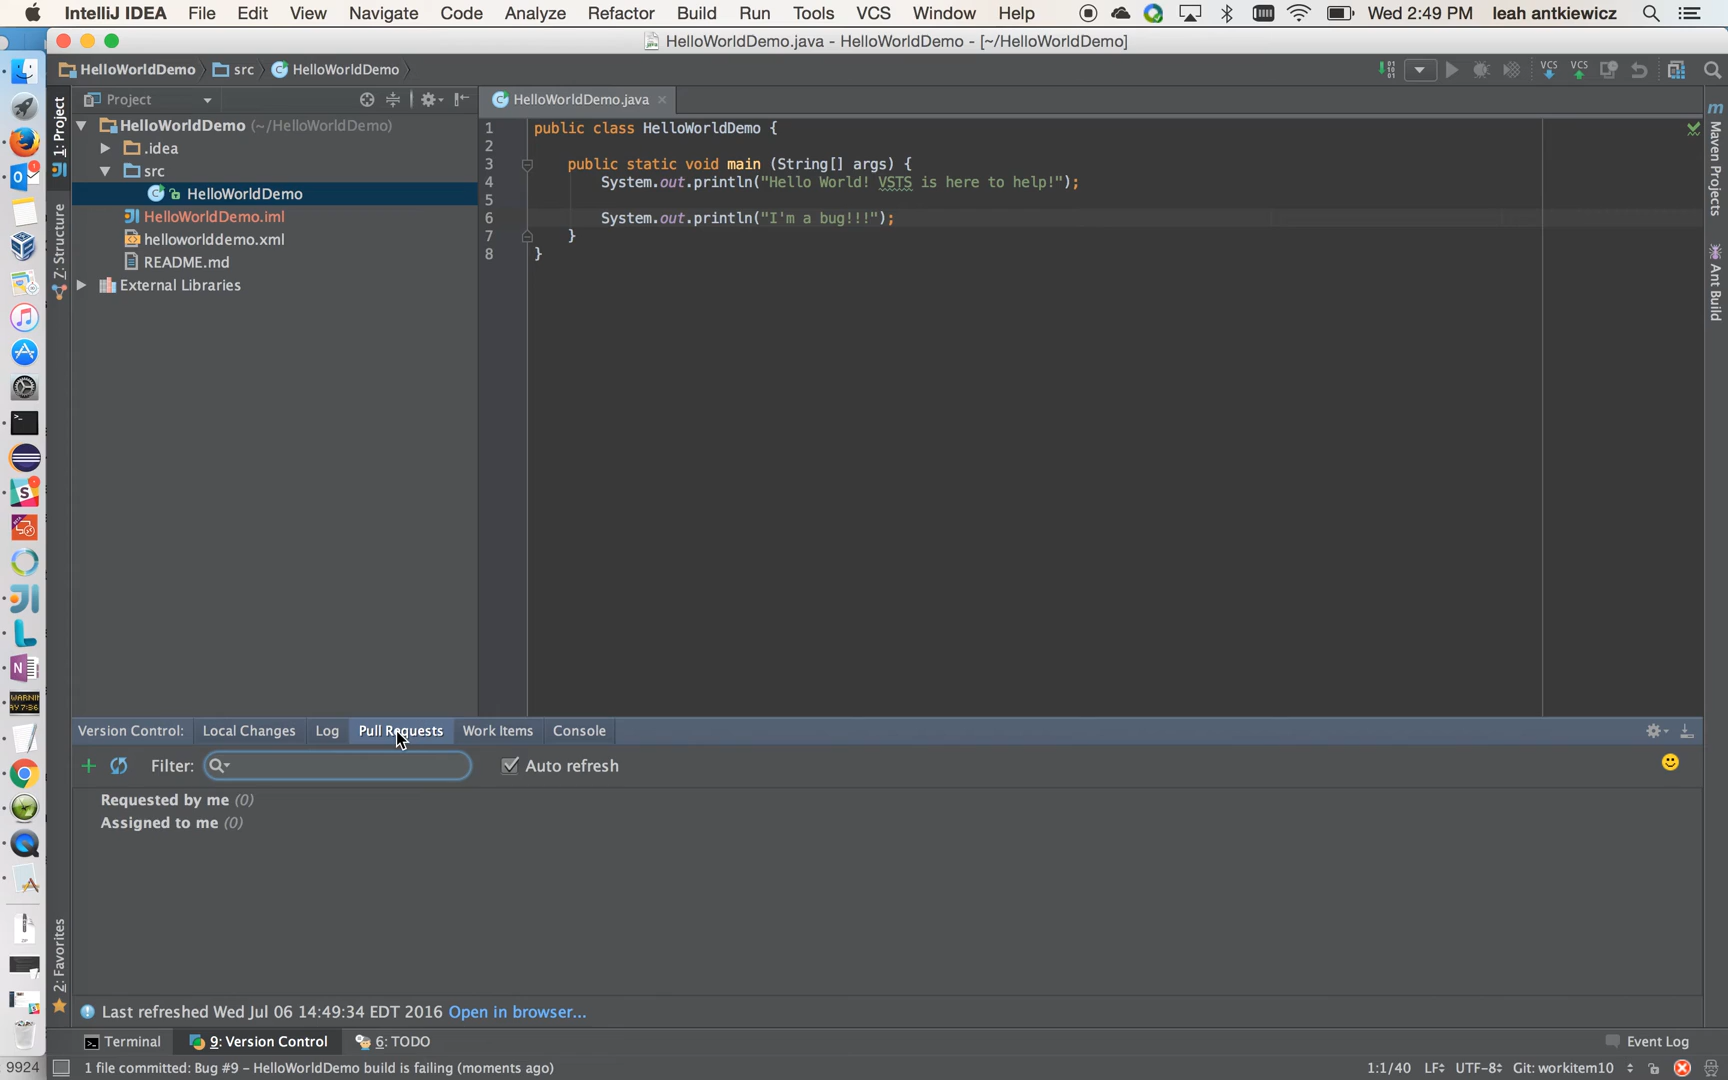 IntelliJ IDEA File Edit View Navigate Code Analyze Refactor Build Run Tools VCS Window Help Wed 2:49 PM leah antkiewicz
HelloWorldDemo.java - HelloWorldDemo - [~/HelloWorldDemo]
HelloWorldDemo src HelloWorldDemo VCS VCS
Project HelloWorldDemo.java
1: Project
Z: Structure
2: Favorites
HelloWorldDemo (~/HelloWorldDemo)
.idea
src
HelloWorldDemo
HelloWorldDemo.iml
helloworlddemo.xml
README.md
External Libraries
1 public class HelloWorldDemo {
2
3 public static void main (String[] args) {
4 System.out.println("Hello World! VSTS is here to help!");
5
6 System.out.println("I'm a bug!!!");
7 }
8 }
Maven Projects
Ant Build
Version Control: Local Changes Log Pull Requests Work Items Console
Filter: Auto refresh
Requested by me (0)
Assigned to me (0)
Last refreshed Wed Jul 06 14:49:34 EDT 2016 Open in browser...
Terminal 9: Version Control 6: TODO Event Log
9924 1 file committed: Bug #9 – HelloWorldDemo build is failing (moments ago) 1:1/40 LF÷ UTF-8÷ Git: workitem10